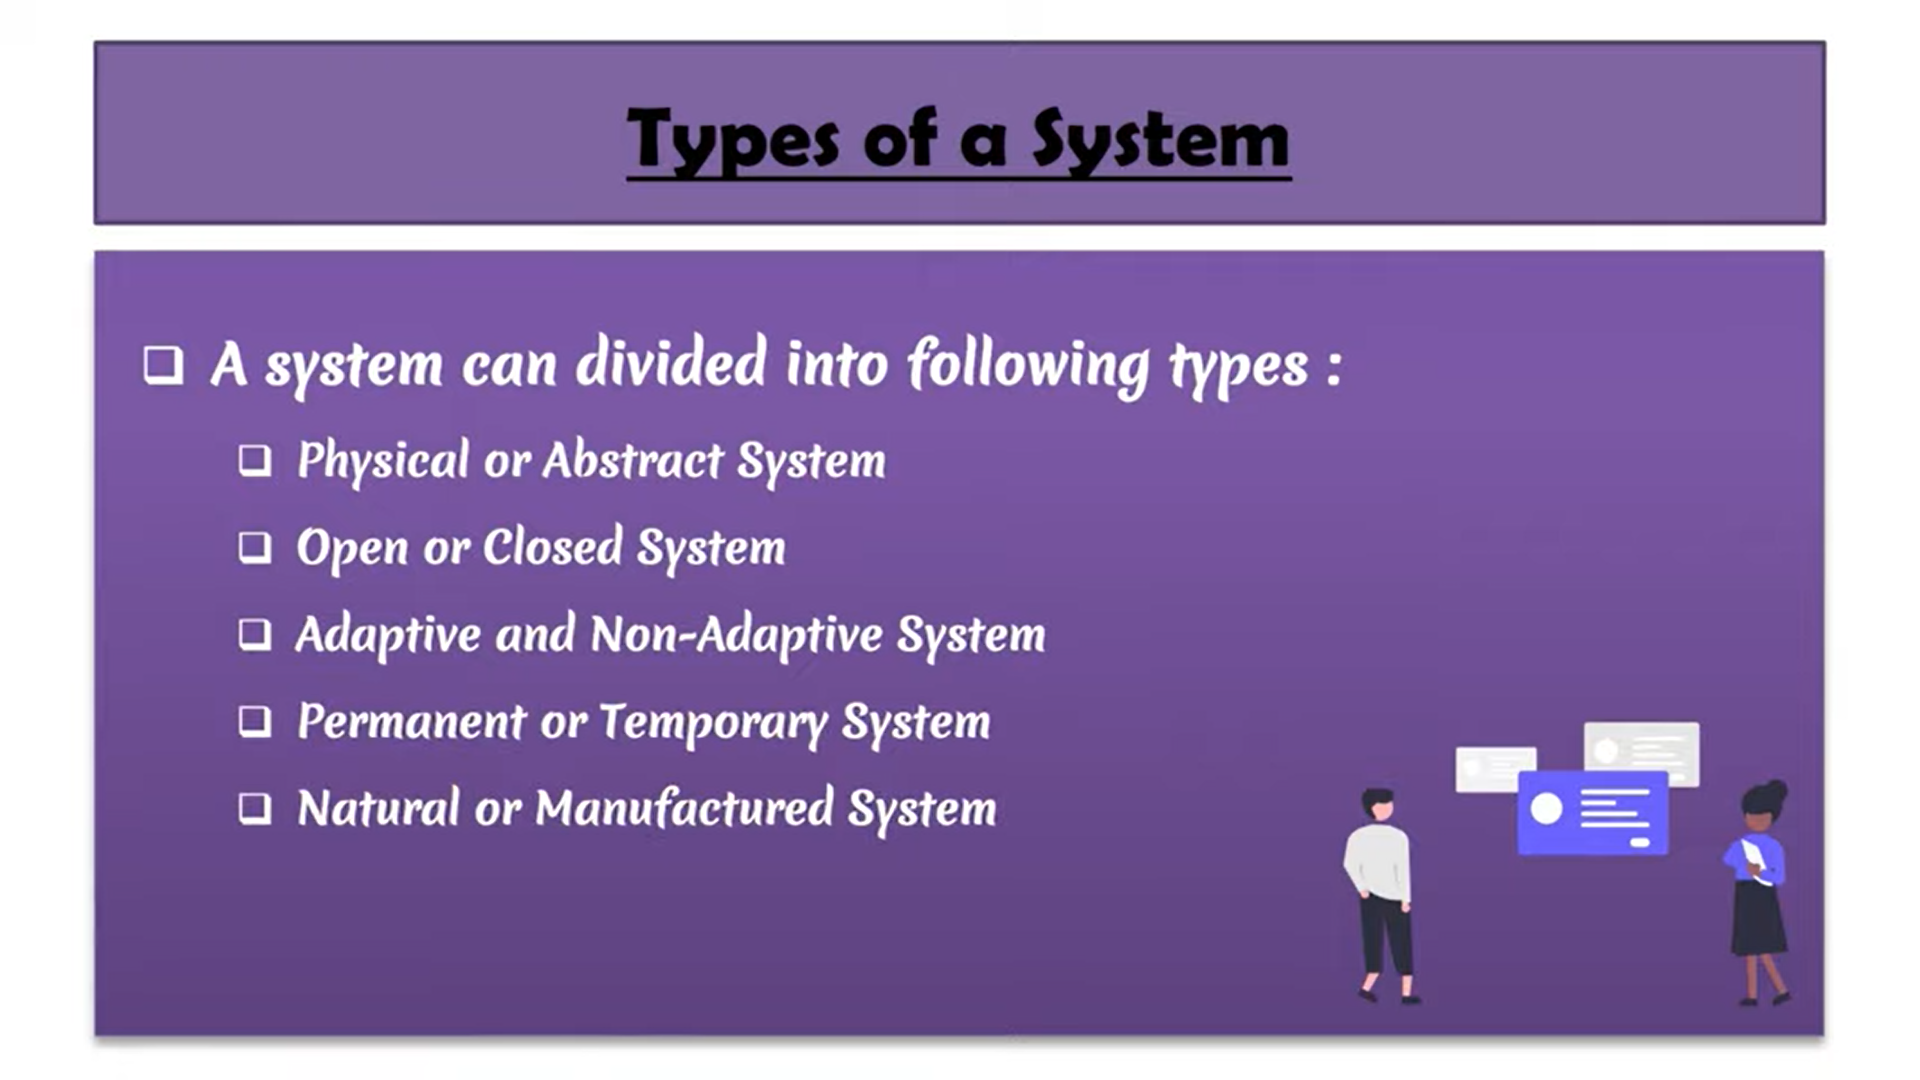 Types of a System
A system can divided into following types :
Physical or Abstract System
Open or Closed System
Adaptive and Non-Adaptive System
Permanent or Temporary System
Natural or Manufactured System